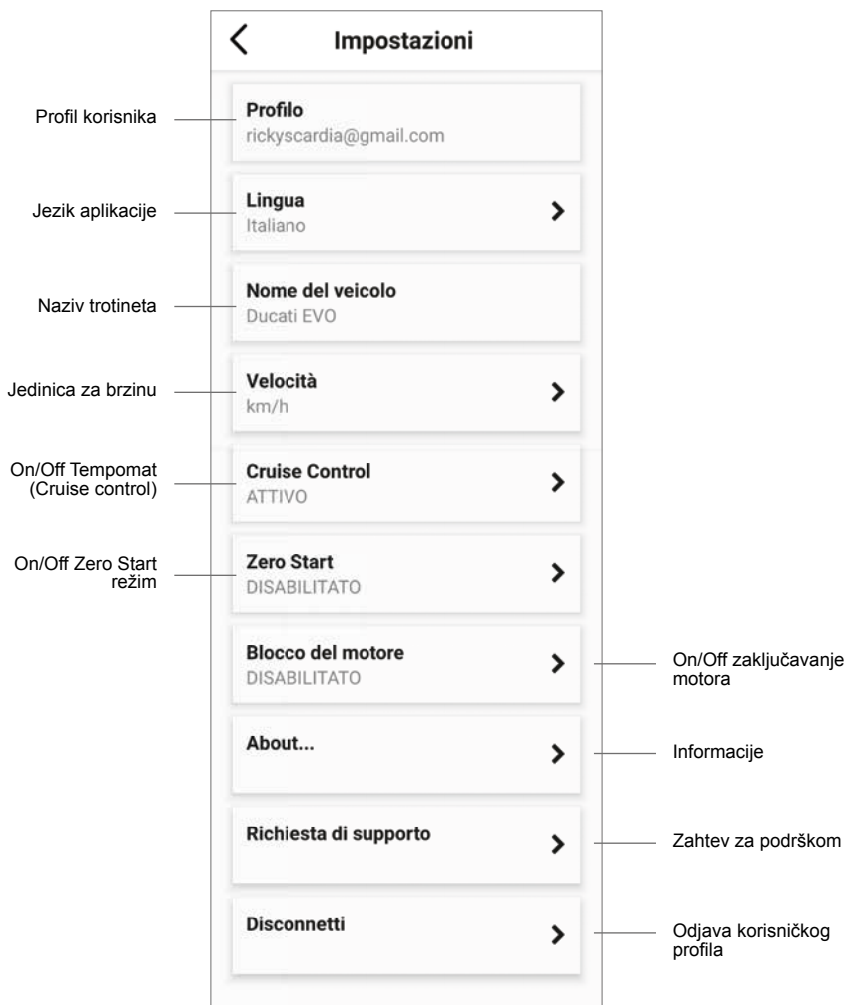 Impostazioni
Profil korisnika
Profilo
rickyscardia@gmail.com
Jezik aplikacije
Lingua
Italiano
Naziv trotineta
Nome del veicolo
Ducati EVO
Jedinica za brzinu
Velocità
km/h
On/Off Tempomat
(Cruise control)
Cruise Control
ATTIVO
On/Off Zero Start
režim
Zero Start
DISABILITATO
Blocco del motore
DISABILITATO
On/Off zaključavanje
motora
About...
Informacije
Richiesta di supporto
Zahtev za podrškom
Disconnetti
Odjava korisničkog
profila